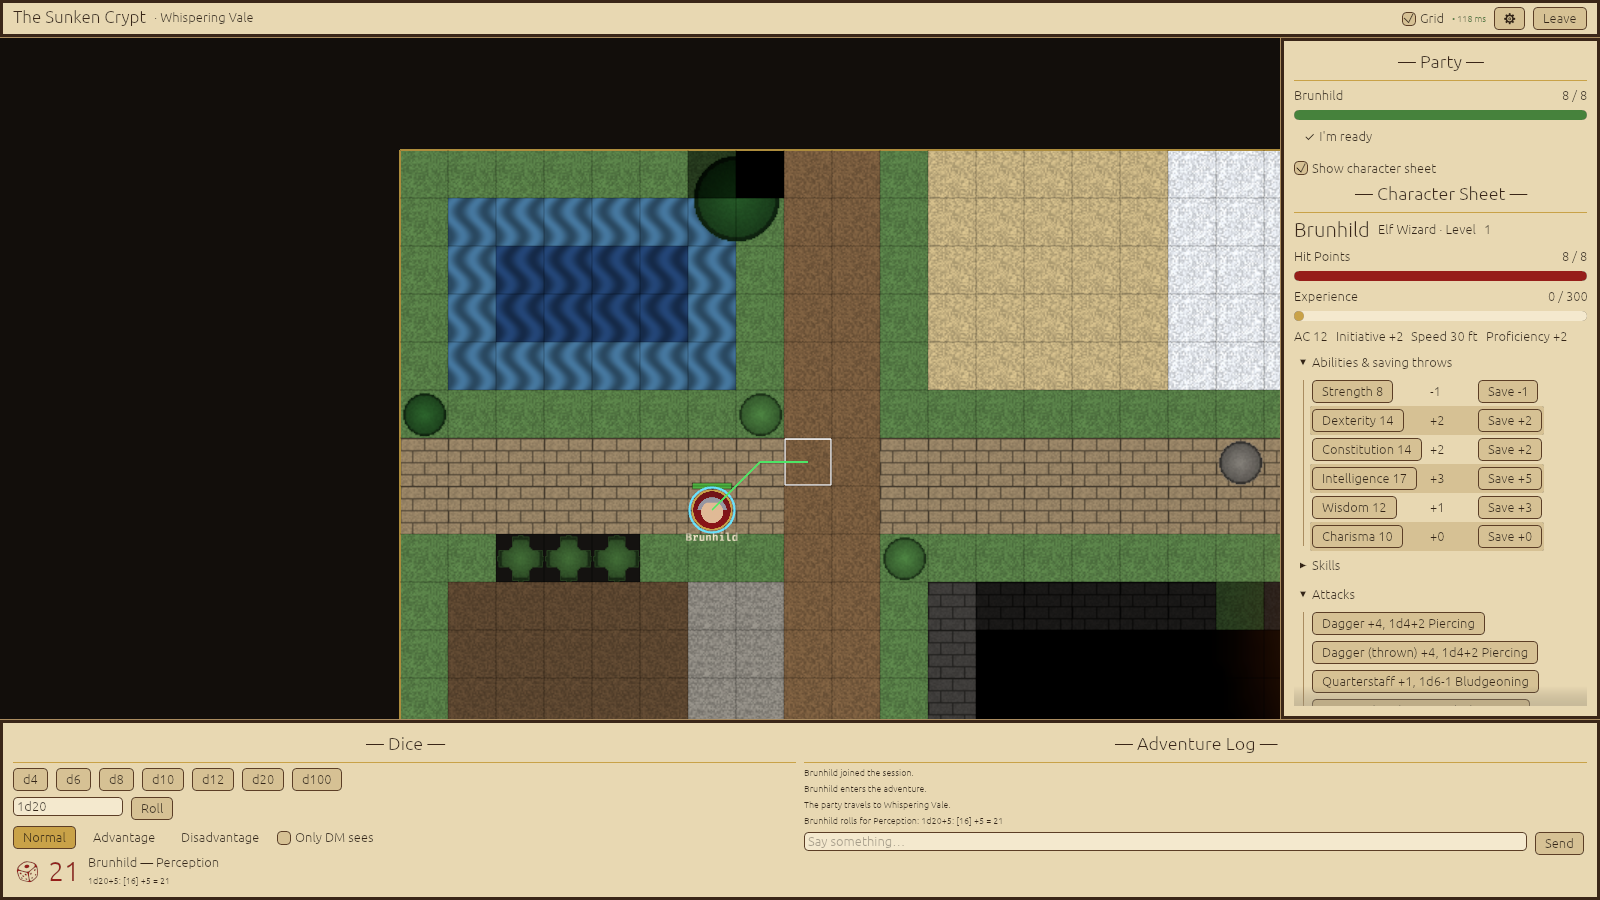 The Sunken Crypt · Whispering Vale
Grid • 118 ms Leave
Party
Brunhild 8 / 8
✓ I'm ready
Show character sheet
Character Sheet
Brunhild Elf Wizard · Level 1
Hit Points 8 / 8
Experience 0 / 300
AC 12 Initiative +2 Speed 30 ft Proficiency +2
Abilities & saving throws
Strength 8 -1 Save -1
Dexterity 14 +2 Save +2
Constitution 14 +2 Save +2
Intelligence 17 +3 Save +5
Wisdom 12 +1 Save +3
Charisma 10 +0 Save +0
Skills
Attacks
Dagger +4, 1d4+2 Piercing
Dagger (thrown) +4, 1d4+2 Piercing
Quarterstaff +1, 1d6-1 Bludgeoning
Brunhild
Dice
d4 d6 d8 d10 d12 d20 d100
1d20 Roll
Normal Advantage Disadvantage Only DM sees
21 Brunhild — Perception
1d20+5: [16] +5 = 21
Adventure Log
Brunhild joined the session.
Brunhild enters the adventure.
The party travels to Whispering Vale.
Brunhild rolls for Perception: 1d20+5: [16] +5 = 21
Say something... Send